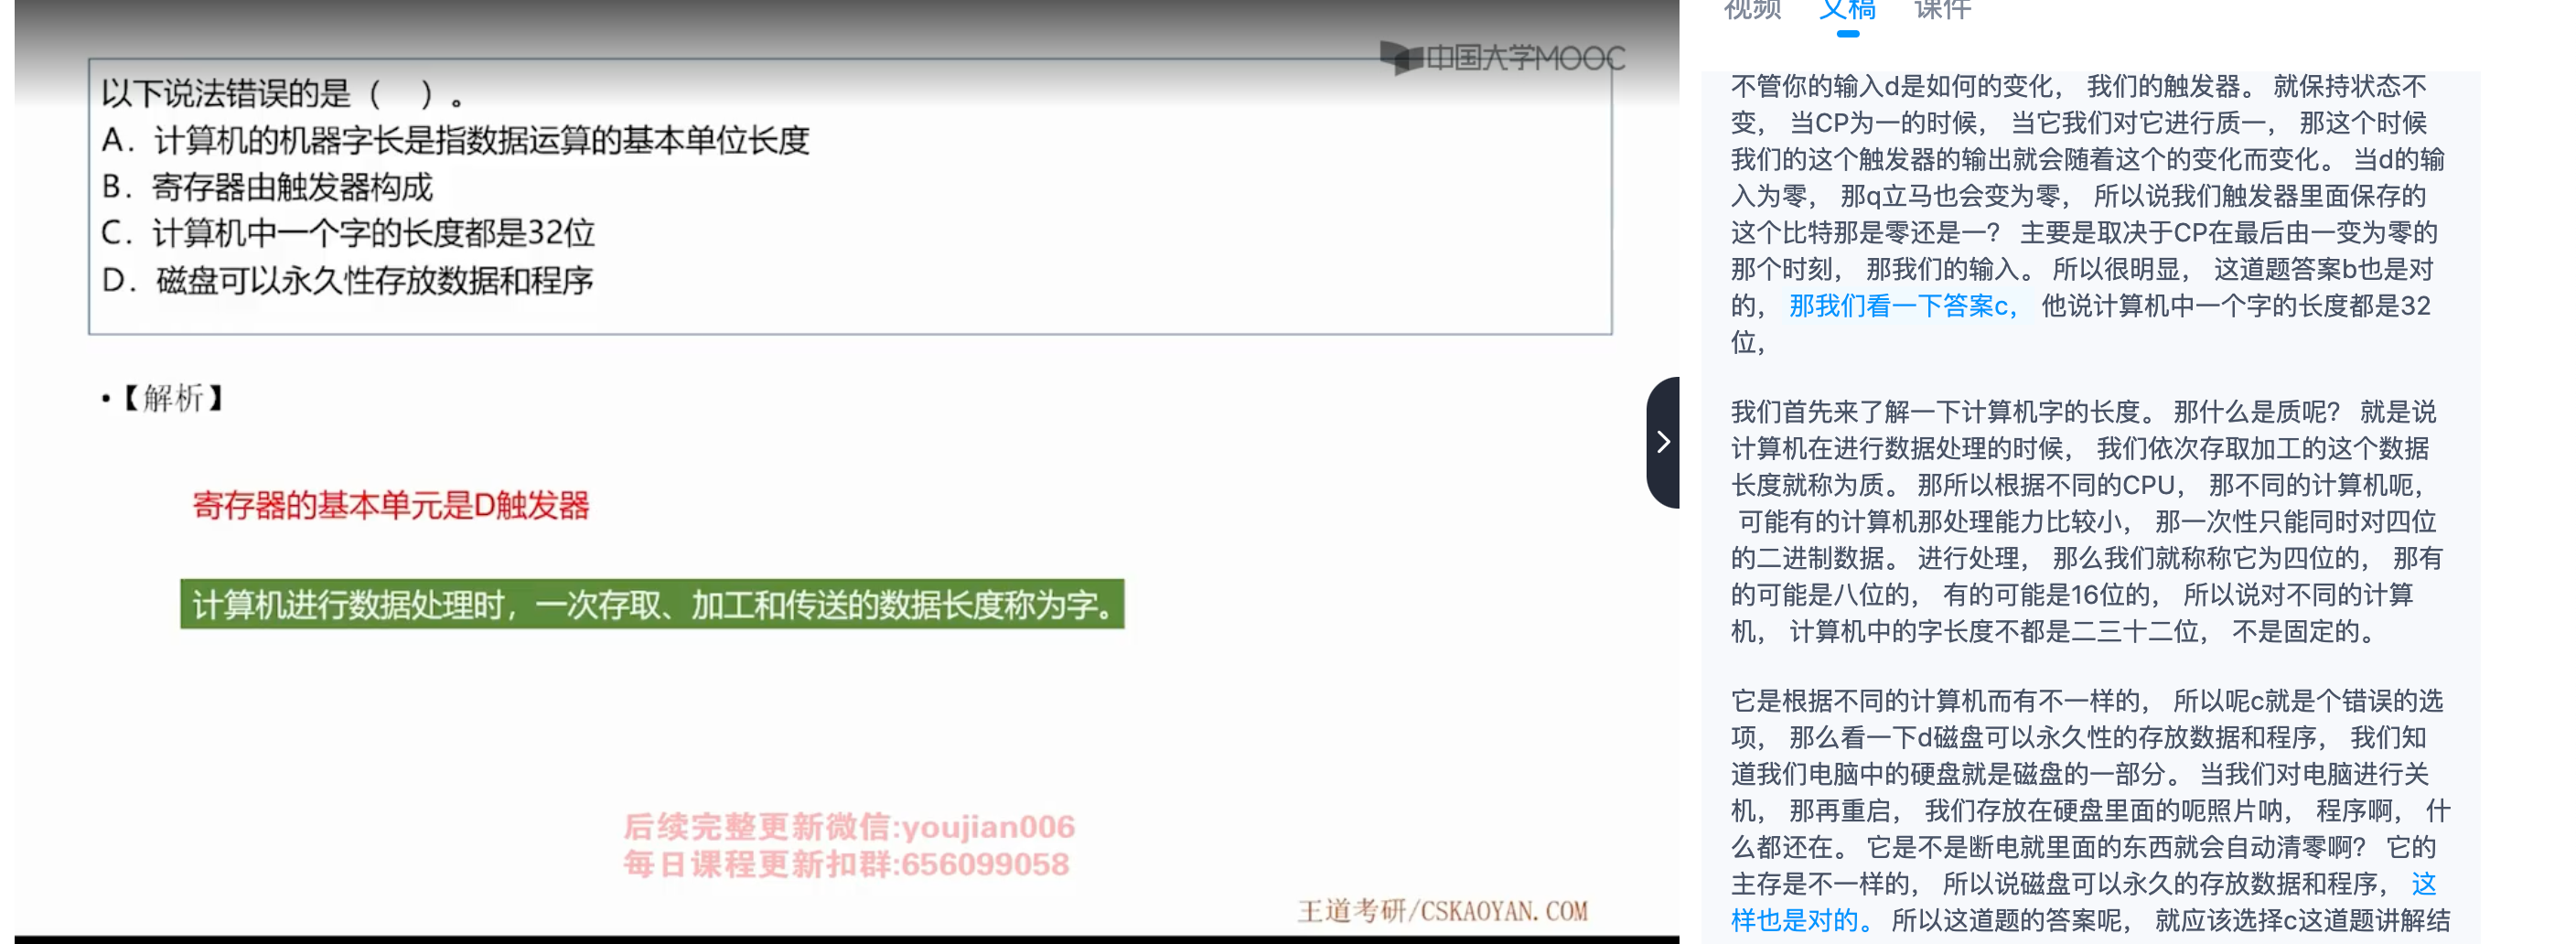 中国大学MOOC
以下说法错误的是（ ）。
A. 计算机的机器字长是指数据运算的基本单位长度
B. 寄存器由触发器构成
C. 计算机中一个字的长度都是32位
D. 磁盘可以永久性存放数据和程序
•【解析】
寄存器的基本单元是D触发器
计算机进行数据处理时，一次存取、加工和传送的数据长度称为字。
后续完整更新微信:youjian006
每日课程更新扣群:656099058
王道考研/CSKAOYAN.COM
视频 文稿 课件
不管你的输入d是如何的变化， 我们的触发器。 就保持状态不
变， 当CP为一的时候， 当它我们对它进行质一， 那这个时候
我们的这个触发器的输出就会随着这个的变化而变化。 当d的输
入为零， 那q立马也会变为零， 所以说我们触发器里面保存的
这个比特那是零还是一？ 主要是取决于CP在最后由一变为零的
那个时刻， 那我们的输入。 所以很明显， 这道题答案b也是对
的， 那我们看一下答案c， 他说计算机中一个字的长度都是32
位，
我们首先来了解一下计算机字的长度。 那什么是质呢？ 就是说
计算机在进行数据处理的时候， 我们依次存取加工的这个数据
长度就称为质。 那所以根据不同的CPU， 那不同的计算机呃，
可能有的计算机那处理能力比较小， 那一次性只能同时对四位
的二进制数据。 进行处理， 那么我们就称称它为四位的， 那有
的可能是八位的， 有的可能是16位的， 所以说对不同的计算
机， 计算机中的字长度不都是二三十二位， 不是固定的。
它是根据不同的计算机而有不一样的， 所以呢c就是个错误的选
项， 那么看一下d磁盘可以永久性的存放数据和程序， 我们知
道我们电脑中的硬盘就是磁盘的一部分。 当我们对电脑进行关
机， 那再重启， 我们存放在硬盘里面的呃照片呐， 程序啊， 什
么都还在。 它是不是断电就里面的东西就会自动清零啊？ 它的
主存是不一样的， 所以说磁盘可以永久的存放数据和程序， 这
样也是对的。 所以这道题的答案呢， 就应该选择c这道题讲解结